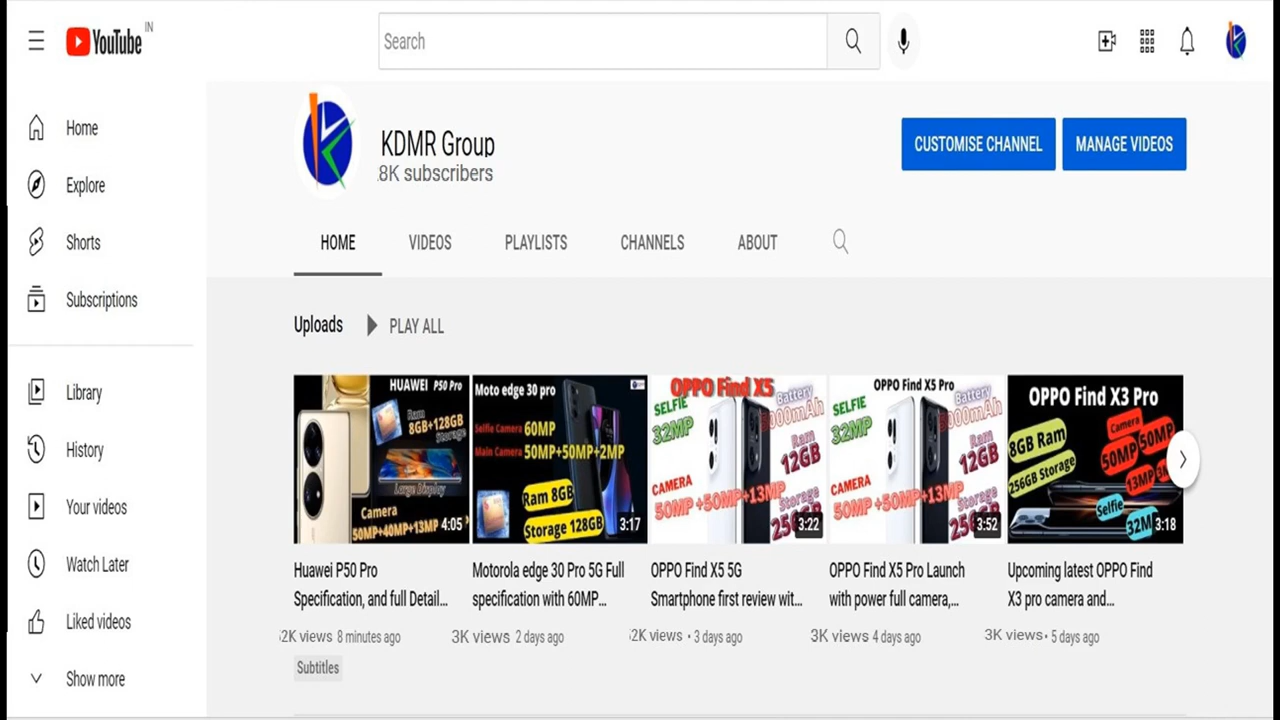 YouTube IN
Search
Home
Explore
Shorts
Subscriptions
Library
History
Your videos
Watch Later
Liked videos
Show more
KDMR Group
8K subscribers
CUSTOMISE CHANNEL
MANAGE VIDEOS
HOME VIDEOS PLAYLISTS CHANNELS ABOUT
Uploads PLAY ALL
HUAWEI P50 Pro
Ram
8GB+128GB
Storage
Large Display
Camera
50MP+40MP+13MP
4:05
Huawei P50 Pro
Specification, and full Detail...
2K views 8 minutes ago
Subtitles
Moto edge 30 pro
Selfie Camera 60MP
Main Camera 50MP+50MP+2MP
Ram 8GB
Storage 128GB
3:17
Motorola edge 30 Pro 5G Full
specification with 60MP...
3K views 2 days ago
OPPO Find X5
SELFIE
32MP
Battery
Ram
12GB
CAMERA
50MP+50MP+13MP
Storage
3:22
OPPO Find X5 5G
Smartphone first review wit...
2K views • 3 days ago
OPPO Find X5 Pro
SELFIE
32MP
Battery
Ram
12GB
CAMERA
50MP+50MP+13MP
Storage
3:52
OPPO Find X5 Pro Launch
with power full camera,...
3K views 4 days ago
OPPO Find X3 Pro
8GB Ram
256GB Storage
Camera
50MP 50MP
13MP
Selfie
32M
3:18
Upcoming latest OPPO Find
X3 pro camera and...
3K views • 5 days ago